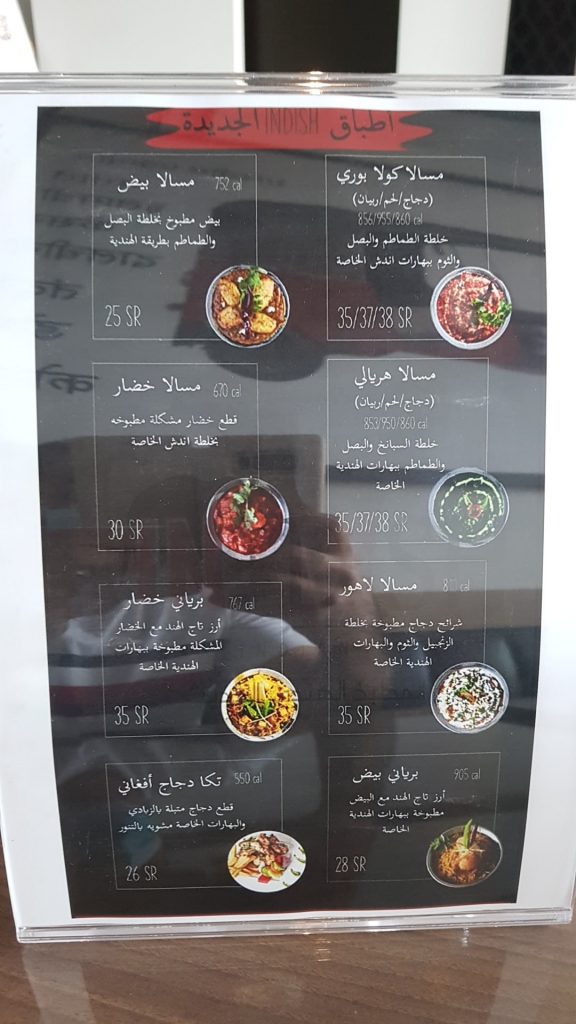 أطباق INDISH الجديدة
مسالا كولا بوري
(دجاج/لحم/ربيان)
856/955/860 cal
خلطة الطماطم والبصل
والثوم ببهارات اندش الخاصة
35/37/38 SR
مسالا بيض 752 cal
بيض مطبوخ بخلطة البصل
والطماطم بطريقة الهندية
25 SR
مسالا هريالي
(دجاج/لحم/ربيان)
853/950/860 cal
خلطة السبانخ والبصل
والطماطم ببهارات الهندية
الخاصة
35/37/38 SR
مسالا خضار 670 cal
قطع خضار مشكلة مطبوخه
بخلطة اندش الخاصة
30 SR
مسالا لاهور cal
شرائح دجاج مطبوخة بخلطة
الزنجبيل والثوم والبهارات
الهندية الخاصة
35 SR
برياني خضار 767 cal
أرز تاج الهند مع الخضار
المشكلة مطبوخة ببهارات
الهندية الخاصة
35 SR
برياني بيض 905 cal
أرز تاج الهند مع البيض
مطبوخة ببهارات الهندية
الخاصة
28 SR
تكا دجاج أفغاني 550 cal
قطع دجاج متبلة بالزبادي
والبهارات الخاصة مشويه بالتنور
26 SR